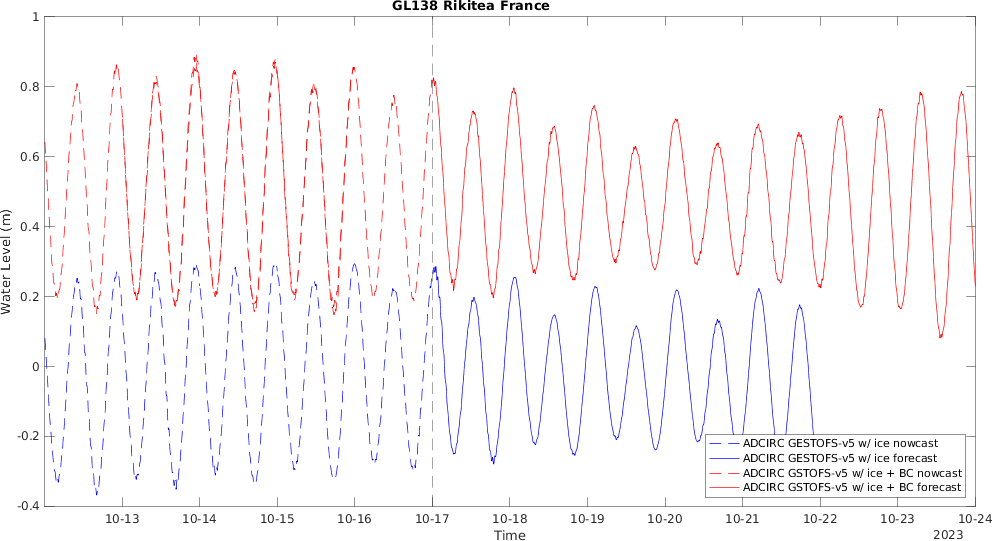 GL138 Rikitea France
Water Level (m)
1
0.8
0.6
0.4
0.2
0
-0.2
-0.4
ADCIRC GESTOFS-v5 w/ ice nowcast
ADCIRC GESTOFS-v5 w/ ice forecast
ADCIRC GSTOFS-v5 w/ ice + BC nowcast
ADCIRC GSTOFS-v5 w/ ice + BC forecast
10-13 10-14 10-15 10-16 10-17 10-18 10-19 10-20 10-21 10-22 10-23 10-24
Time
2023